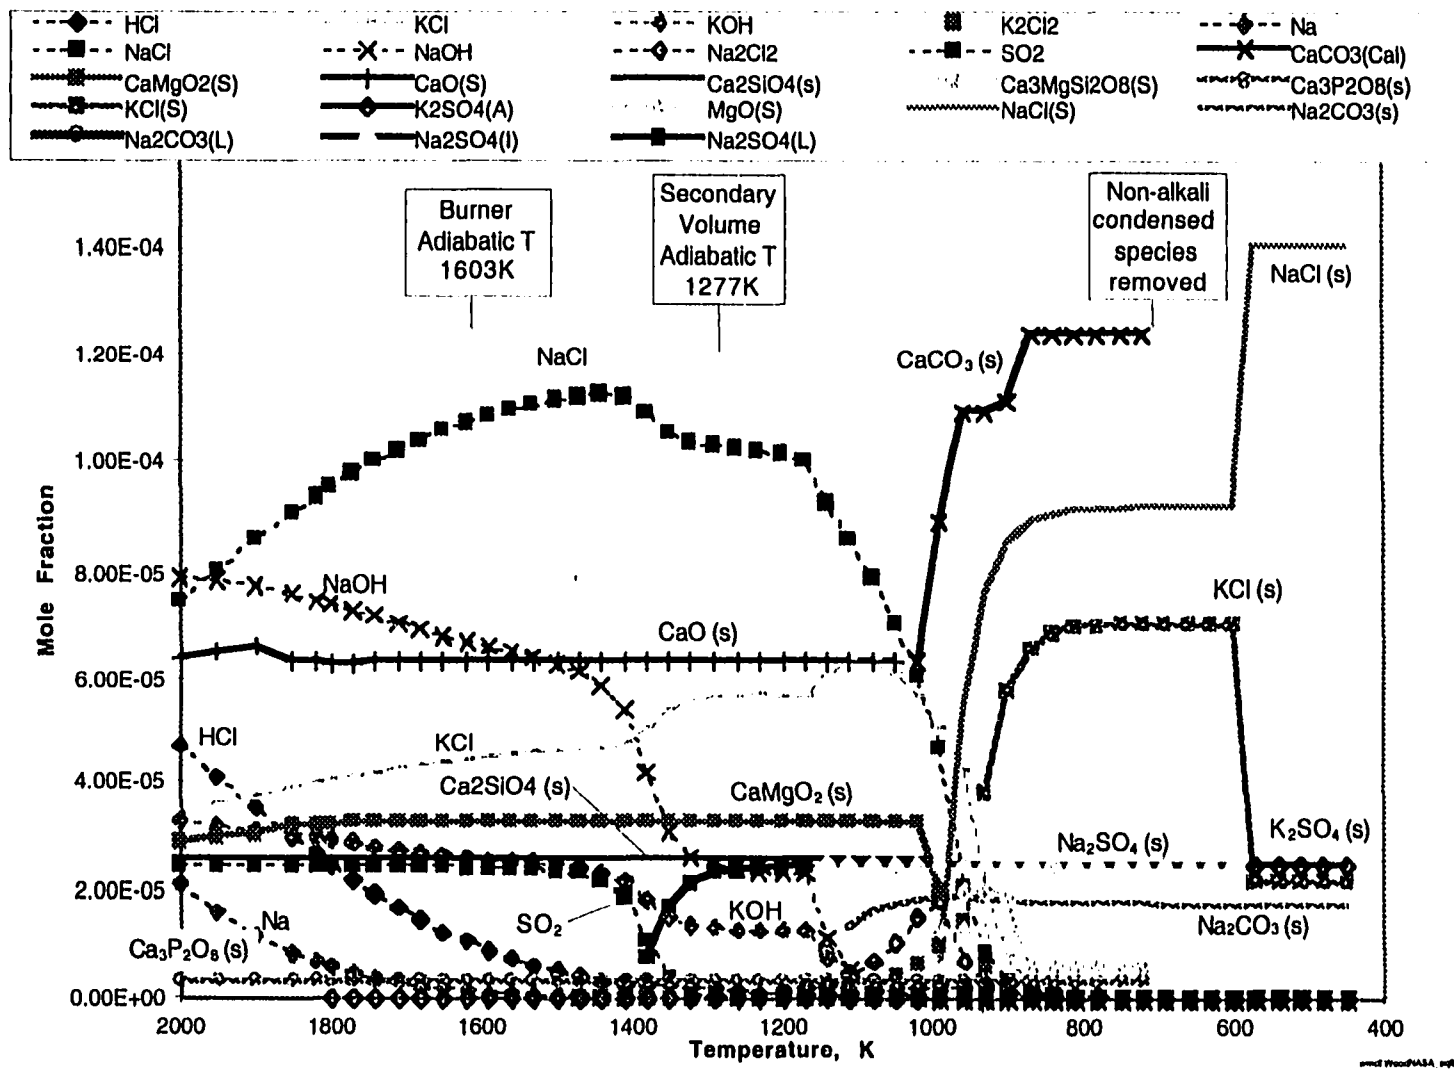 HCl KCl KOH K2Cl2 Na
NaCl NaOH Na2Cl2 SO2 CaCO3(Cal)
CaMgO2(S) CaO(S) Ca2SiO4(s) Ca3MgSi2O8(S) Ca3P2O8(s)
KCl(S) K2SO4(A) MgO(S) NaCl(S) Na2CO3(s)
Na2CO3(L) Na2SO4(I) Na2SO4(L)
Burner
Adiabatic T
1603K
Secondary
Volume
Adiabatic T
1277K
Non-alkali
condensed
species
removed
1.40E-04
1.20E-04
1.00E-04
8.00E-05
6.00E-05
4.00E-05
2.00E-05
0.00E+00
Mole Fraction
NaCl (s)
NaCl
CaCO₃ (s)
NaOH
KCl (s)
CaO (s)
HCl
KCl
Ca2SiO4 (s)
CaMgO₂ (s)
Na₂SO₄ (s)
K₂SO₄ (s)
Na
SO₂
KOH
Na₂CO₃ (s)
Ca₃P₂O₈ (s)
2000 1800 1600 1400 1200 1000 800 600 400
Temperature, K